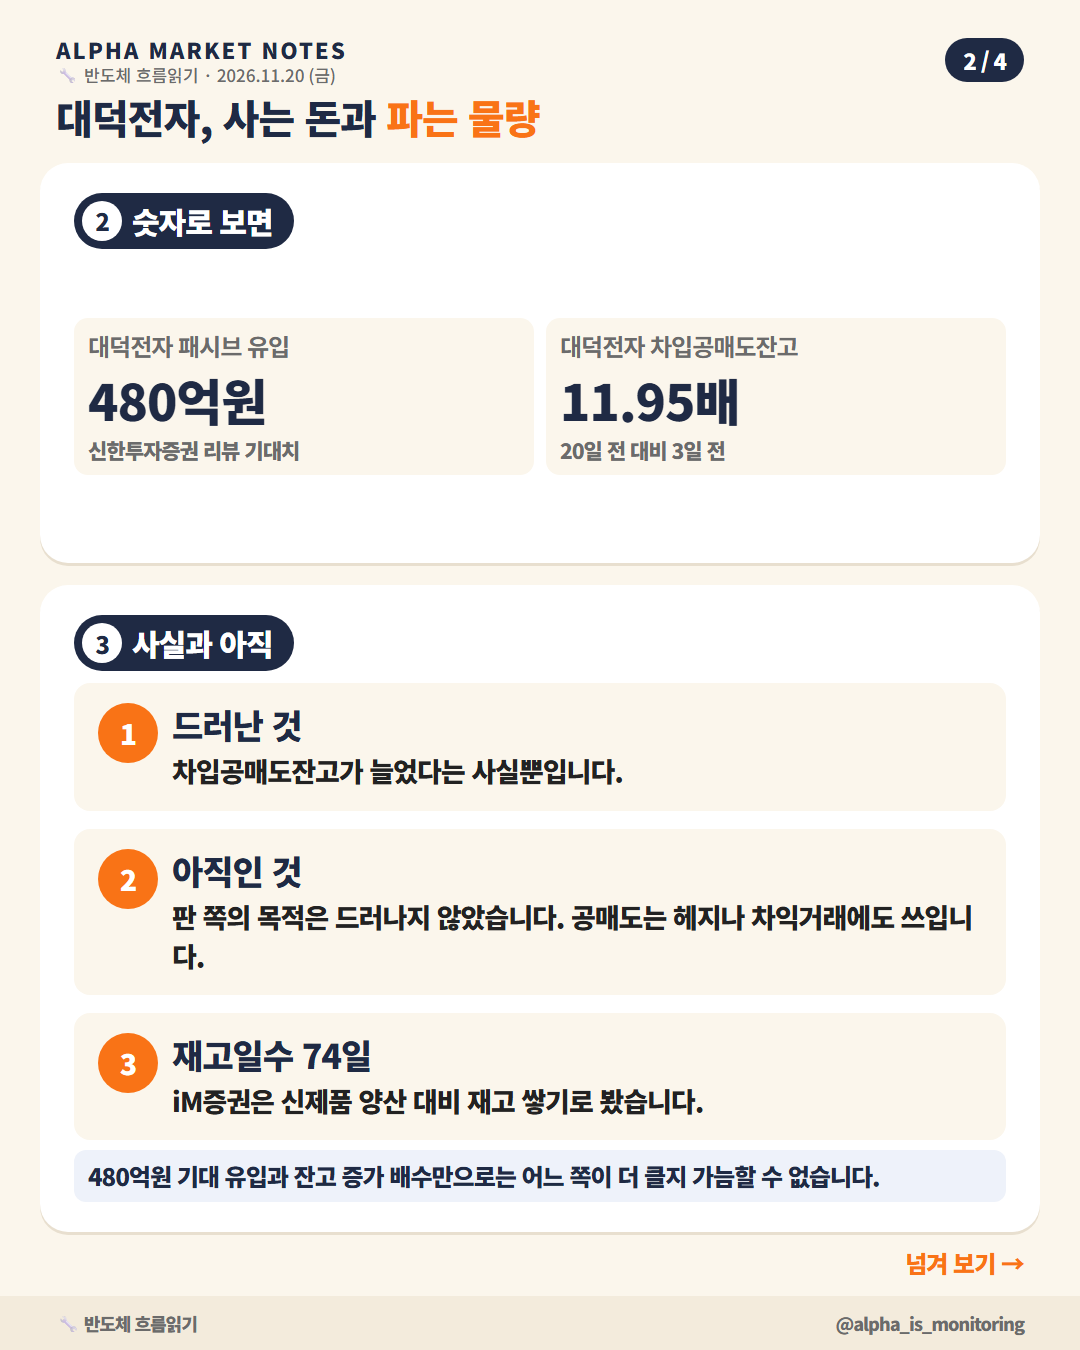 ALPHA MARKET NOTES
반도체 흐름읽기 · 2026.11.20 (금)
2 / 4
대덕전자, 사는 돈과 파는 물량
2 숫자로 보면
대덕전자 패시브 유입
480억원
신한투자증권 리뷰 기대치
대덕전자 차입공매도잔고
11.95배
20일 전 대비 3일 전
3 사실과 아직
1 드러난 것
차입공매도잔고가 늘었다는 사실뿐입니다.
2 아직인 것
판 쪽의 목적은 드러나지 않았습니다. 공매도는 헤지나 차익거래에도 쓰입니
다.
3 재고일수 74일
iM증권은 신제품 양산 대비 재고 쌓기로 봤습니다.
480억원 기대 유입과 잔고 증가 배수만으로는 어느 쪽이 더 클지 가늠할 수 없습니다.
넘겨 보기 →
반도체 흐름읽기
@alpha_is_monitoring